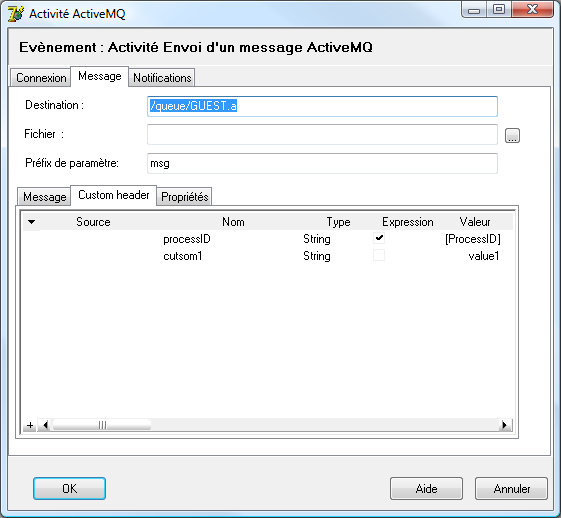 Activité ActiveMQ
Evènement : Activité Envoi d'un message ActiveMQ
Connexion Message Notifications
Destination : /queue/GUEST.a
Fichier : ...
Préfix de paramètre: msg
Message Custom header Propriétés
Source Nom Type Expression Valeur
processID String [ProcessID]
cutsom1 String value1
+
OK Aide Annuler